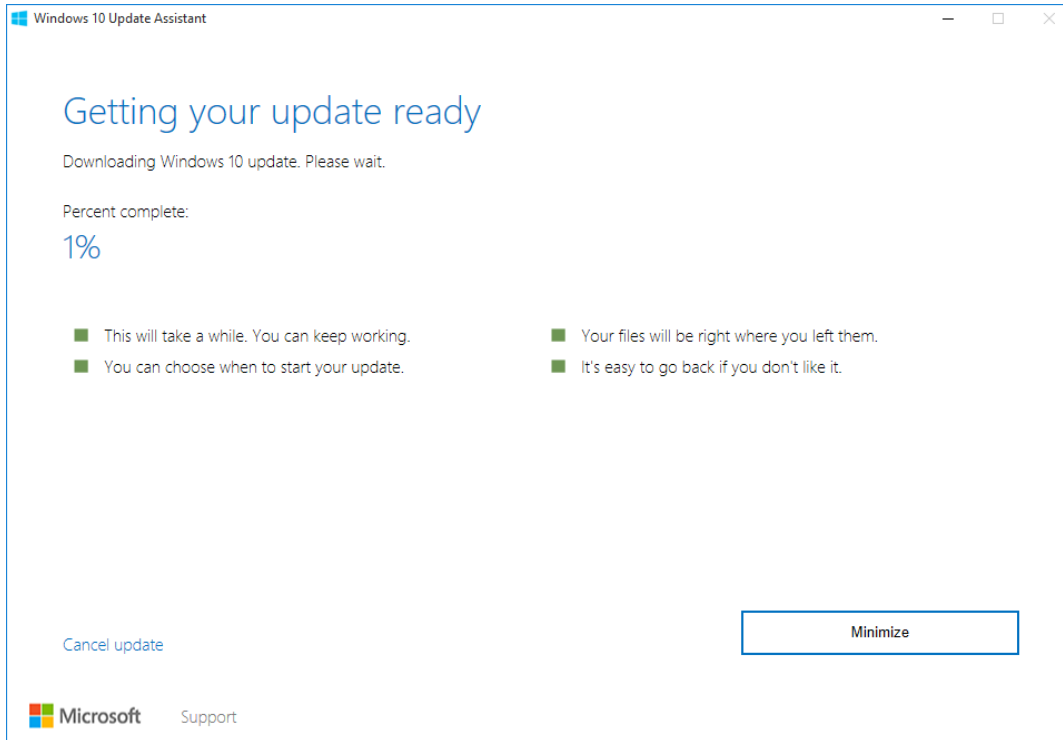 Windows 10 Update Assistant
Getting your update ready
Downloading Windows 10 update. Please wait.
Percent complete:
1%
This will take a while. You can keep working.
You can choose when to start your update.
Your files will be right where you left them.
It's easy to go back if you don't like it.
Cancel update
Minimize
Microsoft
Support